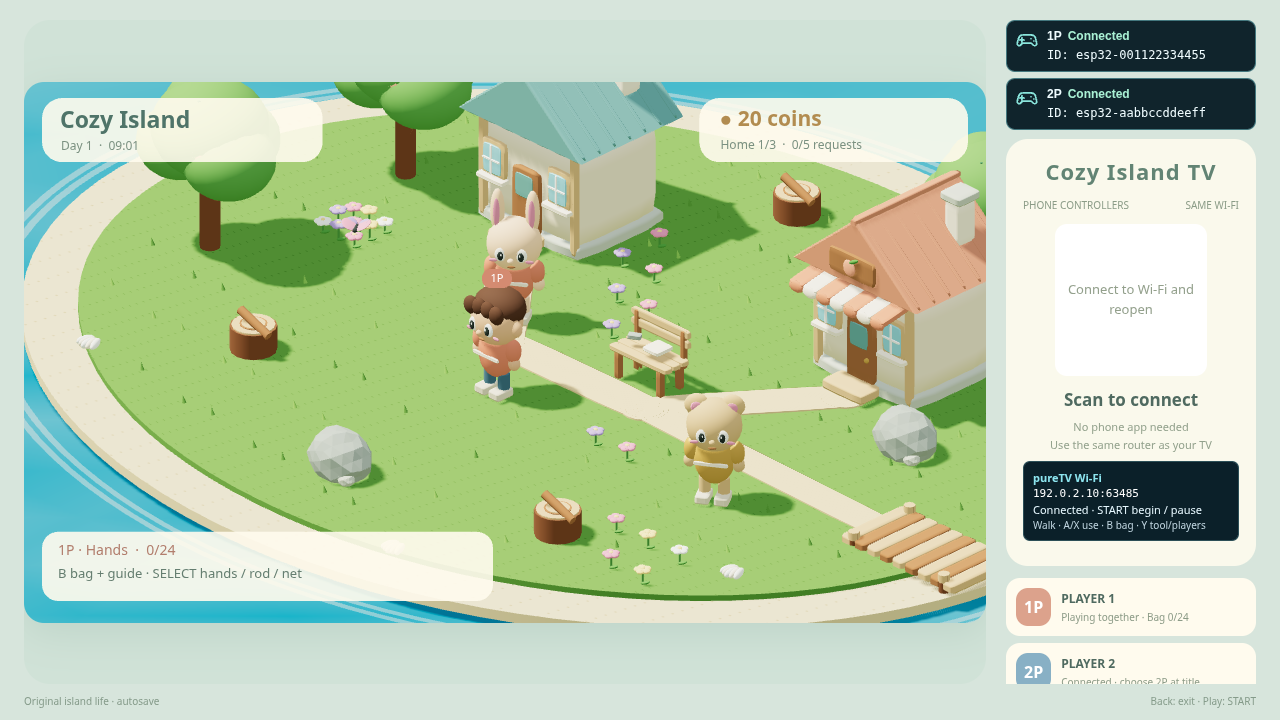 Cozy Island
Day 1 · 09:01
● 20 coins
Home 1/3 · 0/5 requests
1P
1P · Hands · 0/24
B bag + guide · SELECT hands / rod / net
1P Connected
ID: esp32-001122334455
2P Connected
ID: esp32-aabbccddeeff
Cozy Island TV
PHONE CONTROLLERS SAME WI-FI
Connect to Wi-Fi and
reopen
Scan to connect
No phone app needed
Use the same router as your TV
pureTV Wi-Fi
192.0.2.10:63485
Connected · START begin / pause
Walk · A/X use · B bag · Y tool/players
1P PLAYER 1
Playing together · Bag 0/24
2P PLAYER 2
Connected · choose 2P at title
Original island life · autosave
Back: exit · Play: START